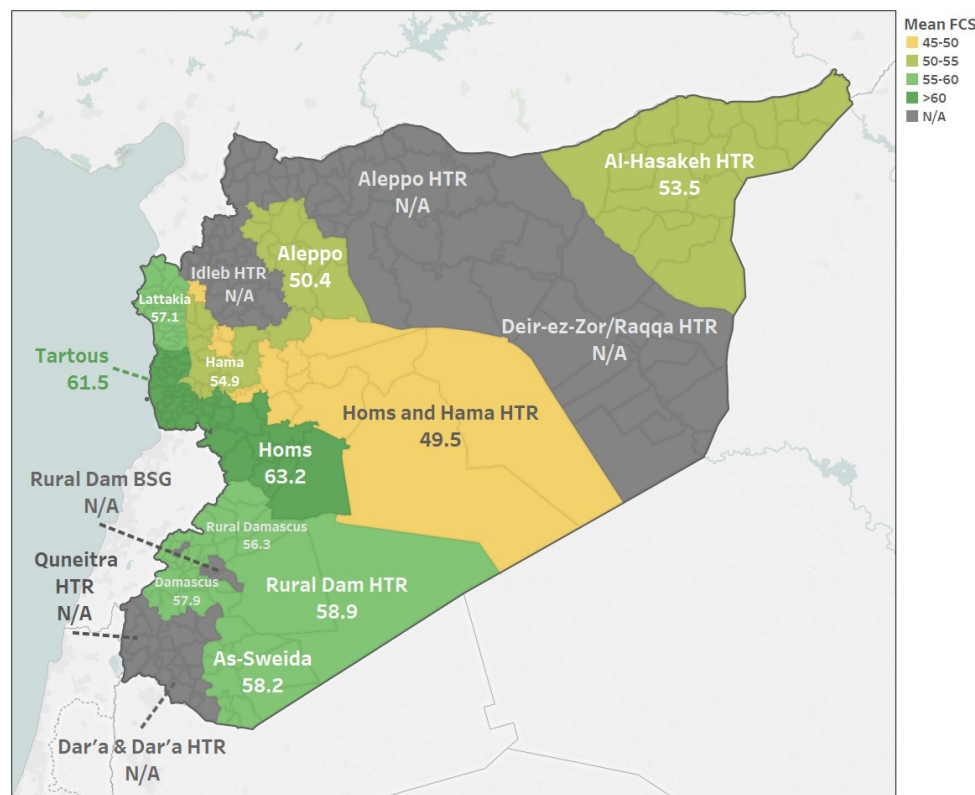 Mean FCS
45-50
50-55
55-60
>60
N/A
Al-Hasakeh HTR
53.5
Aleppo HTR
N/A
Aleppo
50.4
Idleb HTR
N/A
Lattakia
57.1
Deir-ez-Zor/Raqqa HTR
N/A
Tartous
61.5
Hama
54.9
Homs and Hama HTR
49.5
Homs
63.2
Rural Dam BSG
N/A
Rural Damascus
56.3
Quneitra
HTR
N/A
Damascus
57.9
Rural Dam HTR
58.9
As-Sweida
58.2
Dar'a & Dar'a HTR
N/A